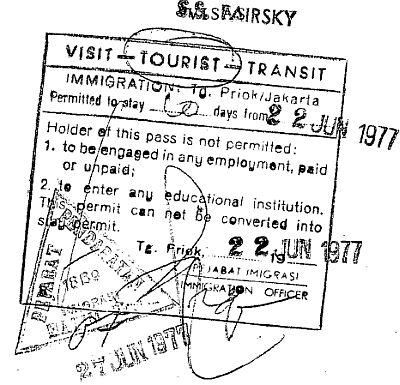 S.S. FAIRSKY
VISIT — TOURIST — TRANSIT
IMMIGRATION: Tg. Priok/Jakarta
Permitted to stay ........ days from 22 JUN 1977
Holder of this pass is not permitted:
1. to be engaged in any employment, paid
or unpaid;
2. to enter any educational institution.
This permit can not be converted into
stay permit.
Tg. Priok, 22 JUN 1977
PEJABAT IMIGRASI
IMMIGRATION OFFICER
PEJABAT
PENDARATAN
27 JUN 1977